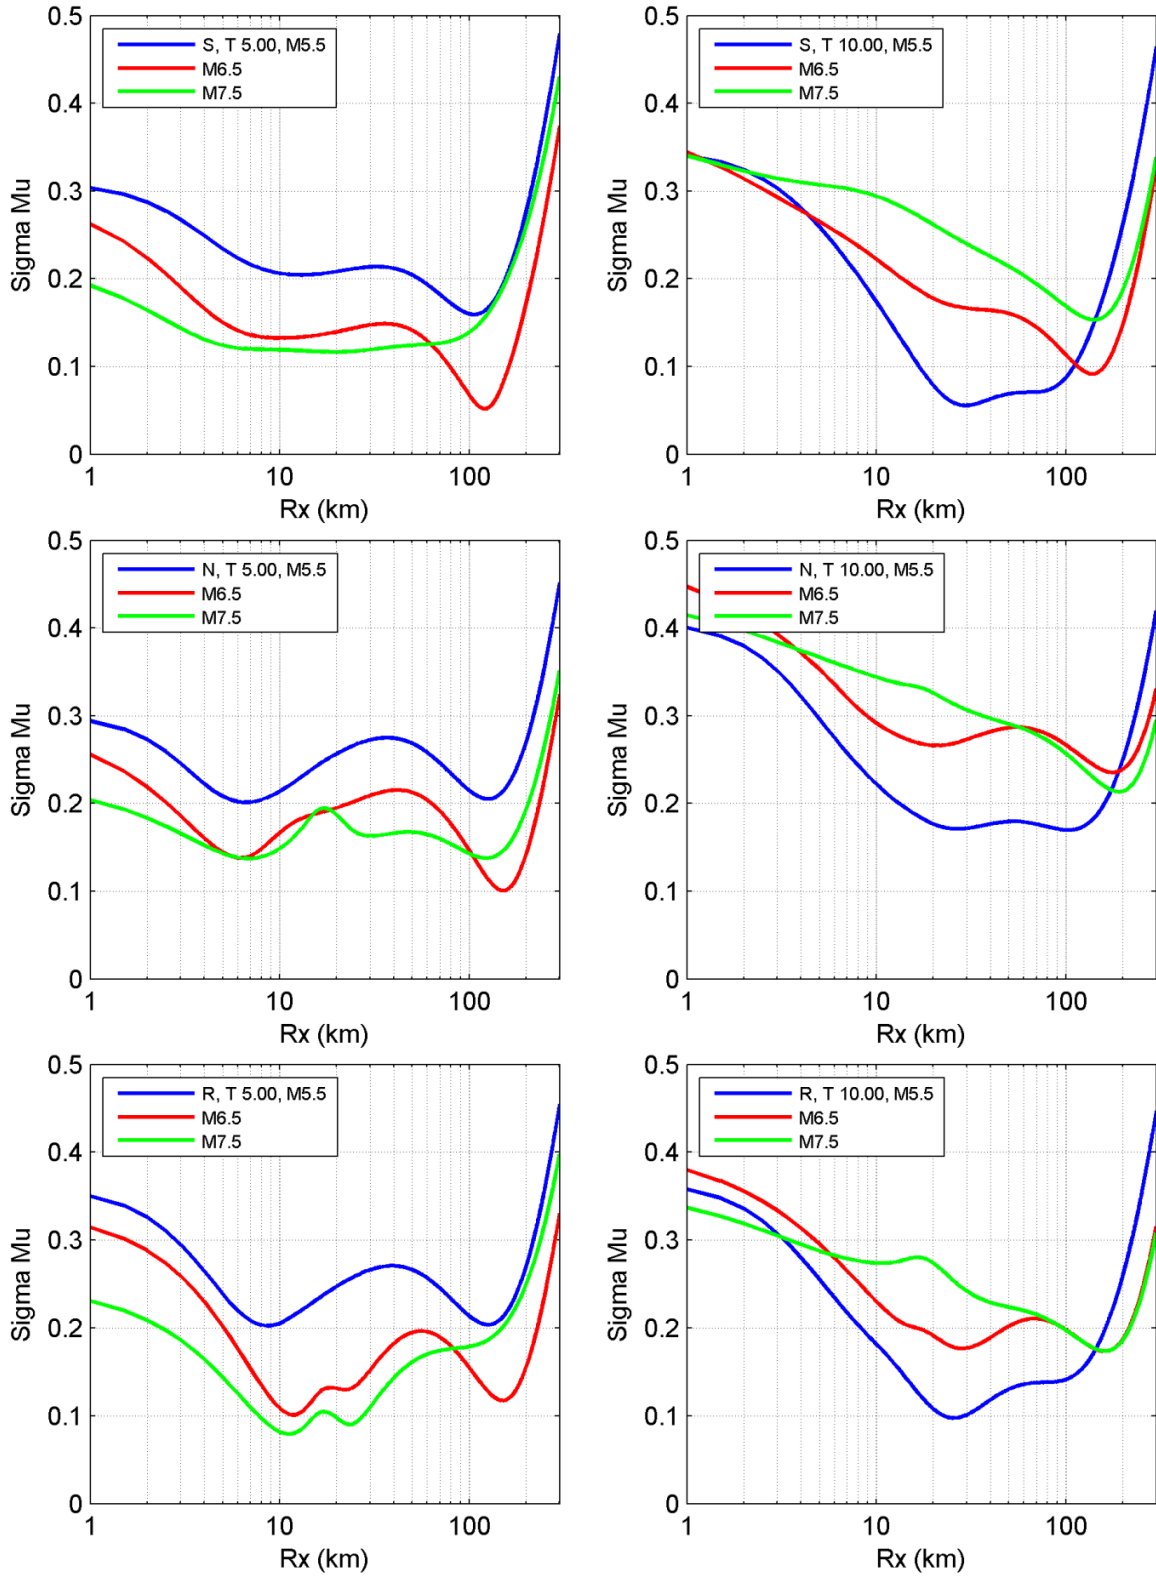 0.5
0.4
0.3
0.2
0.1
0
Sigma Mu
S, T 5.00, M5.5
M6.5
M7.5
1
10
100
Rx (km)
0.5
0.4
0.3
0.2
0.1
0
Sigma Mu
S, T 10.00, M5.5
M6.5
M7.5
1
10
100
Rx (km)
0.5
0.4
0.3
0.2
0.1
0
Sigma Mu
N, T 5.00, M5.5
M6.5
M7.5
1
10
100
Rx (km)
0.5
0.4
0.3
0.2
0.1
0
Sigma Mu
N, T 10.00, M5.5
M6.5
M7.5
1
10
100
Rx (km)
0.5
0.4
0.3
0.2
0.1
0
Sigma Mu
R, T 5.00, M5.5
M6.5
M7.5
1
10
100
Rx (km)
0.5
0.4
0.3
0.2
0.1
0
Sigma Mu
R, T 10.00, M5.5
M6.5
M7.5
1
10
100
Rx (km)